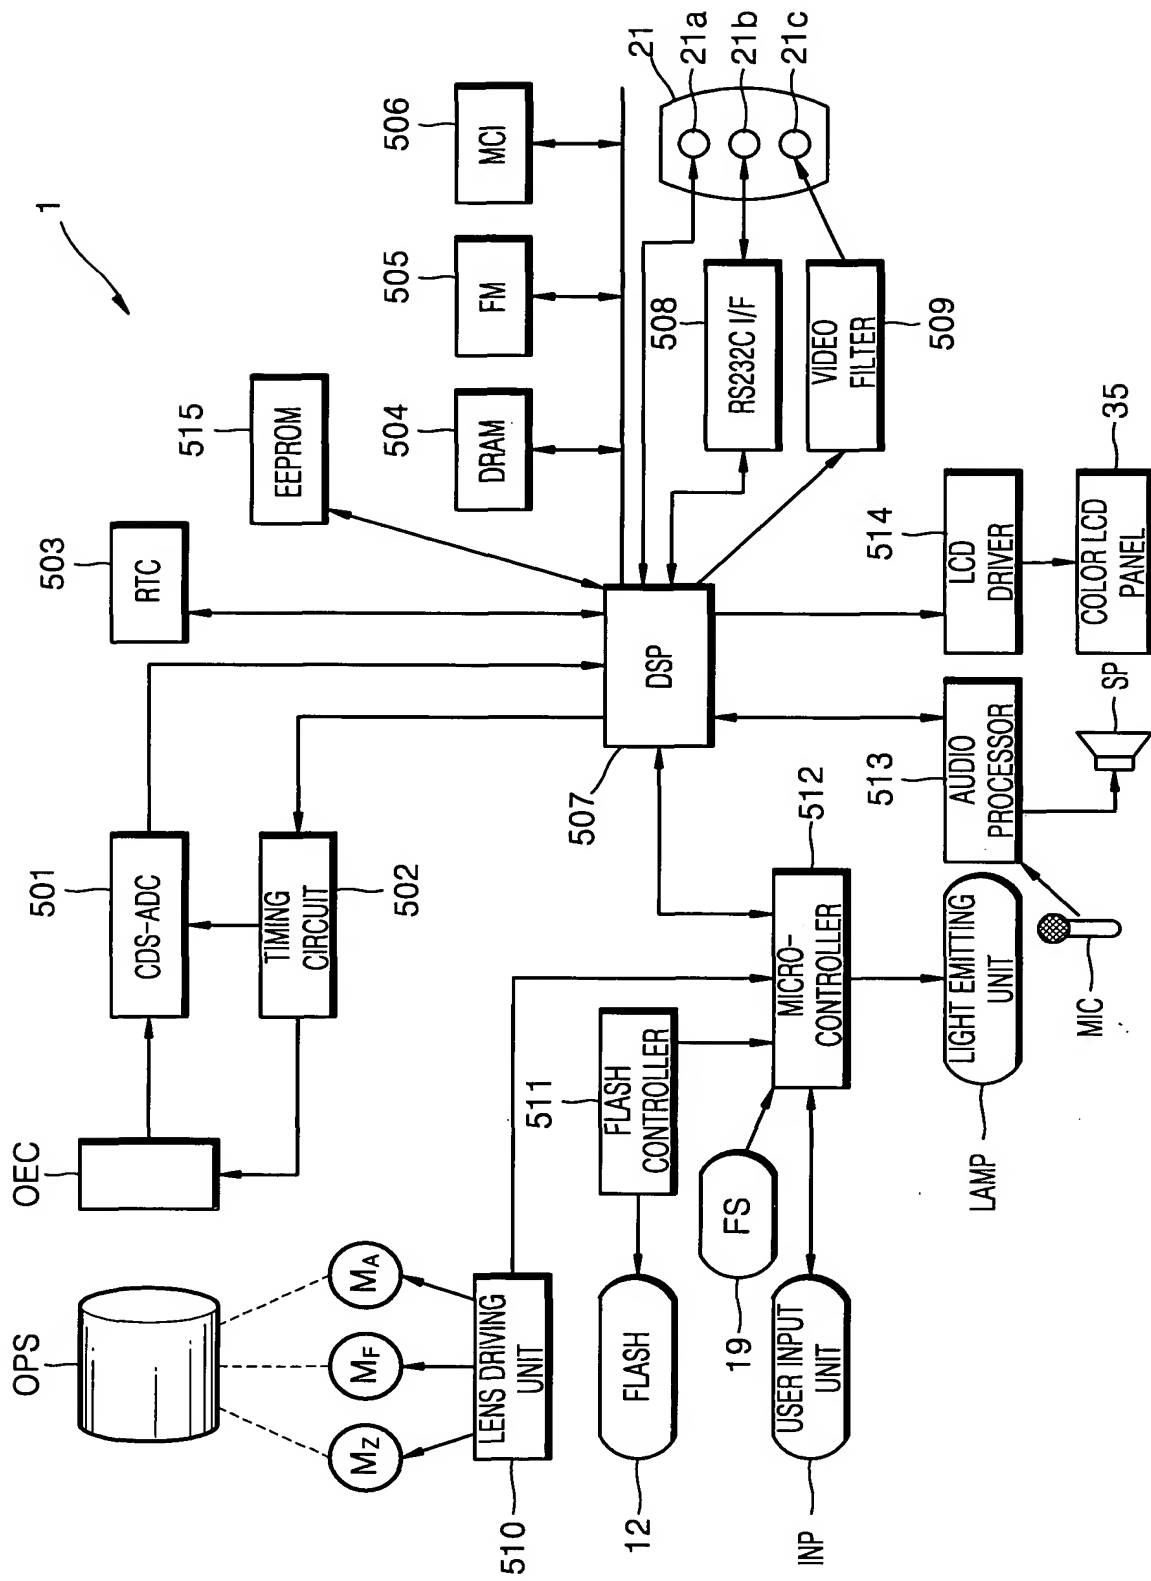 1
OPS
OEC
501
CDS-ADC
503
RTC
515
EEPROM
504
DRAM
505
FM
506
MCI
TIMING
CIRCUIT
502
MA
MF
MZ
LENS DRIVING
UNIT
510
507
DSP
508
RS232C I/F
VIDEO
FILTER
509
21
21a
21b
21c
511
FLASH
CONTROLLER
FLASH
12
FS
19
USER INPUT
UNIT
INP
512
MICRO-
CONTROLLER
LIGHT EMITTING
UNIT
LAMP
MIC
513
AUDIO
PROCESSOR
SP
514
LCD
DRIVER
COLOR LCD
PANEL
35